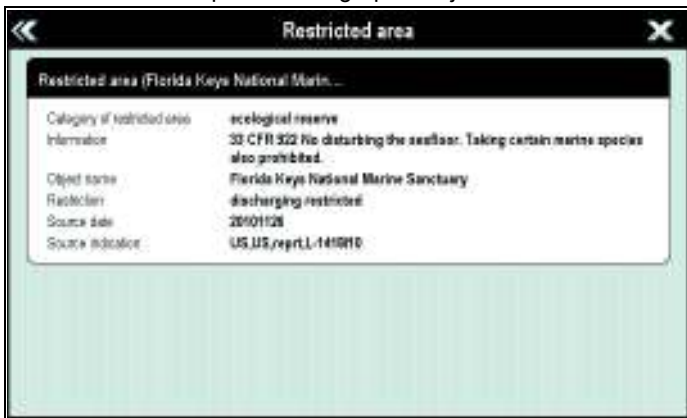 Restricted area
Restricted area (Florida Keys National Marin...
Category of restricted area ecological reserve
Information 33 CFR 922 No disturbing the seafloor. Taking certain marine species
also prohibited.
Object name Florida Keys National Marine Sanctuary
Restriction discharging restricted
Source date 20101126
Source indication US,US,reprt,L-1419/10